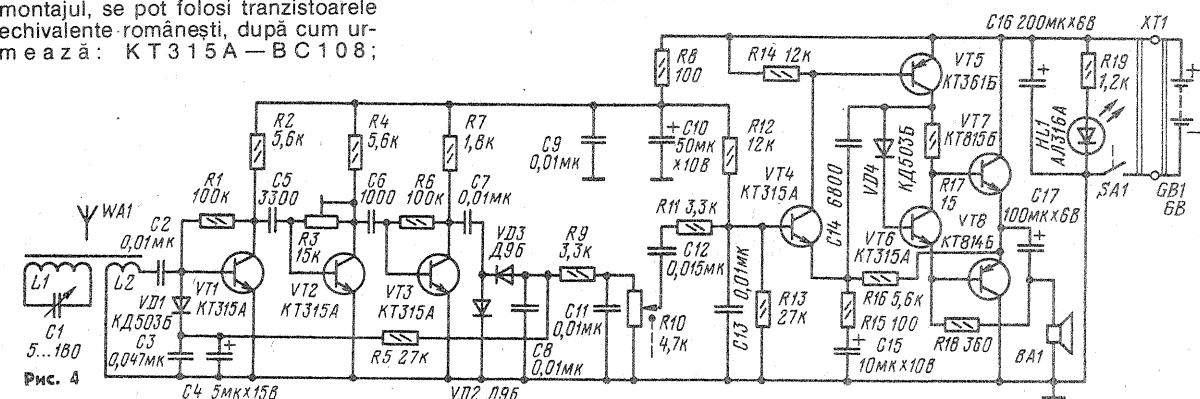 montajul, se pot folosi tranzistoarele
echivalente românești, după cum ur-
mează: KT315A — BC108;
C16 200мк×6В
XT1
R8
100
R14 12к
VT5
КТ361Б
R19
1,2к
+
+
-
R2
5,6к
R4
5,6к
R7
1,8к
C9
0,01мк
+ C10
50мк
×10В
R12
12к
VT7
КТ815Б
HL1
АЛ316А
R1
100к
C5
3300
C6
1000
R6
100к
C7
0,01мк
VT4
КТ315А
C14 6800
VD4
КД503Б
R17
15
SA1
GB1
6В
WA1
C2
0,01мк
R3
15к
VD3
Д9Б
R9
3,3к
R11 3,3к
C12
0,015мк
VT6
КТ315А
VT8
КТ814Б
C17
100мк×6В
+
L1
L2
VT1
КТ315А
VT2
КТ315А
VT3
КТ315А
VD1
КД503Б
C1
5...180
C3
0,047мк
+
R5 27к
C11
0,01мк
R10
4,7к
C13
0,01мк
R13
27к
R16 5,6к
R15 100
C15
10мк×10В
+
R18 360
BA1
C8
0,01мк
Рис. 4
C4 5мк×15В
VD2 Д9Б